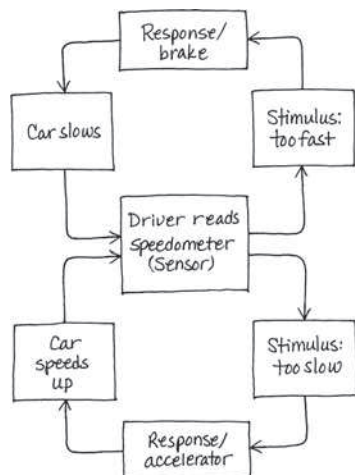 Response/
brake
Car slows
Stimulus:
too fast
Driver reads
speedometer
(Sensor)
Car
speeds
up
Stimulus:
too slow
Response/
accelerator